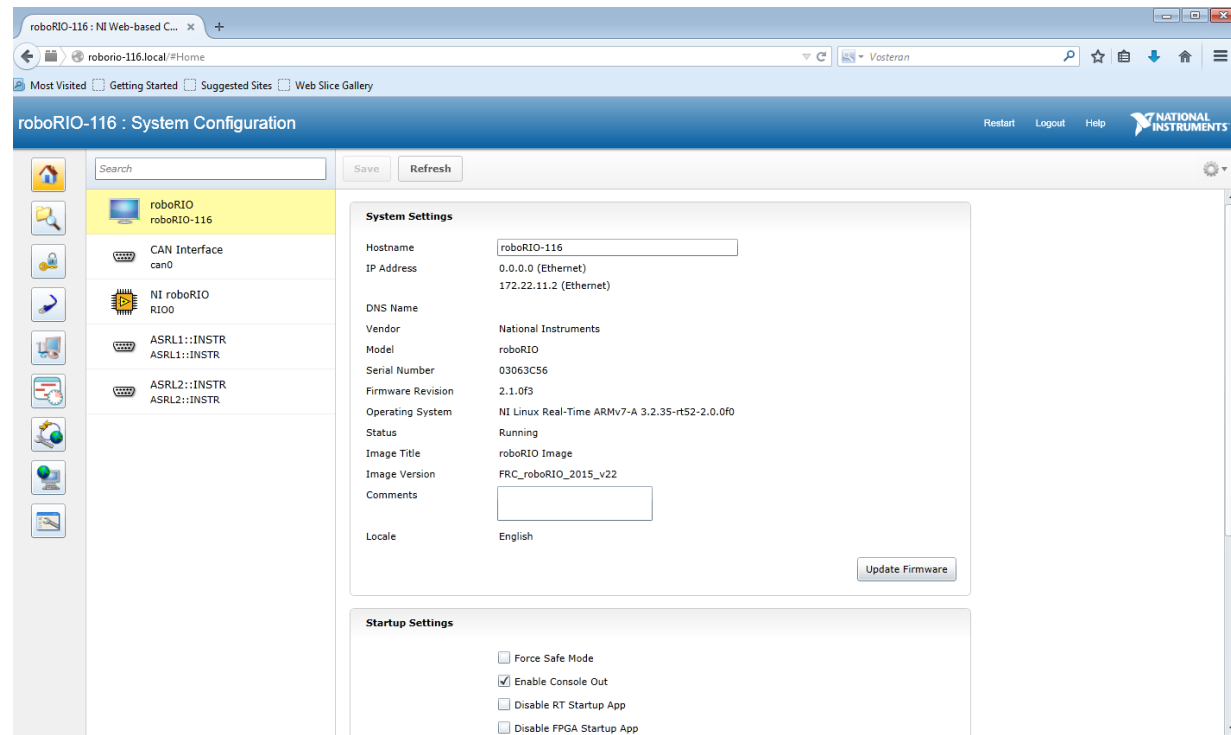 roboRIO-116 : NI Web-based C...
roborio-116.local/#Home
Vosteran
Most Visited Getting Started Suggested Sites Web Slice Gallery
roboRIO-116 : System Configuration
Restart Logout Help
NATIONAL
INSTRUMENTS
Search
Save Refresh
roboRIO
roboRIO-116
CAN Interface
can0
NI roboRIO
RIO0
ASRL1::INSTR
ASRL1::INSTR
ASRL2::INSTR
ASRL2::INSTR
System Settings
Hostname roboRIO-116
IP Address 0.0.0.0 (Ethernet)
172.22.11.2 (Ethernet)
DNS Name
Vendor National Instruments
Model roboRIO
Serial Number 03063C56
Firmware Revision 2.1.0f3
Operating System NI Linux Real-Time ARMv7-A 3.2.35-rt52-2.0.0f0
Status Running
Image Title roboRIO Image
Image Version FRC_roboRIO_2015_v22
Comments
Locale English
Update Firmware
Startup Settings
Force Safe Mode
Enable Console Out
Disable RT Startup App
Disable FPGA Startup App